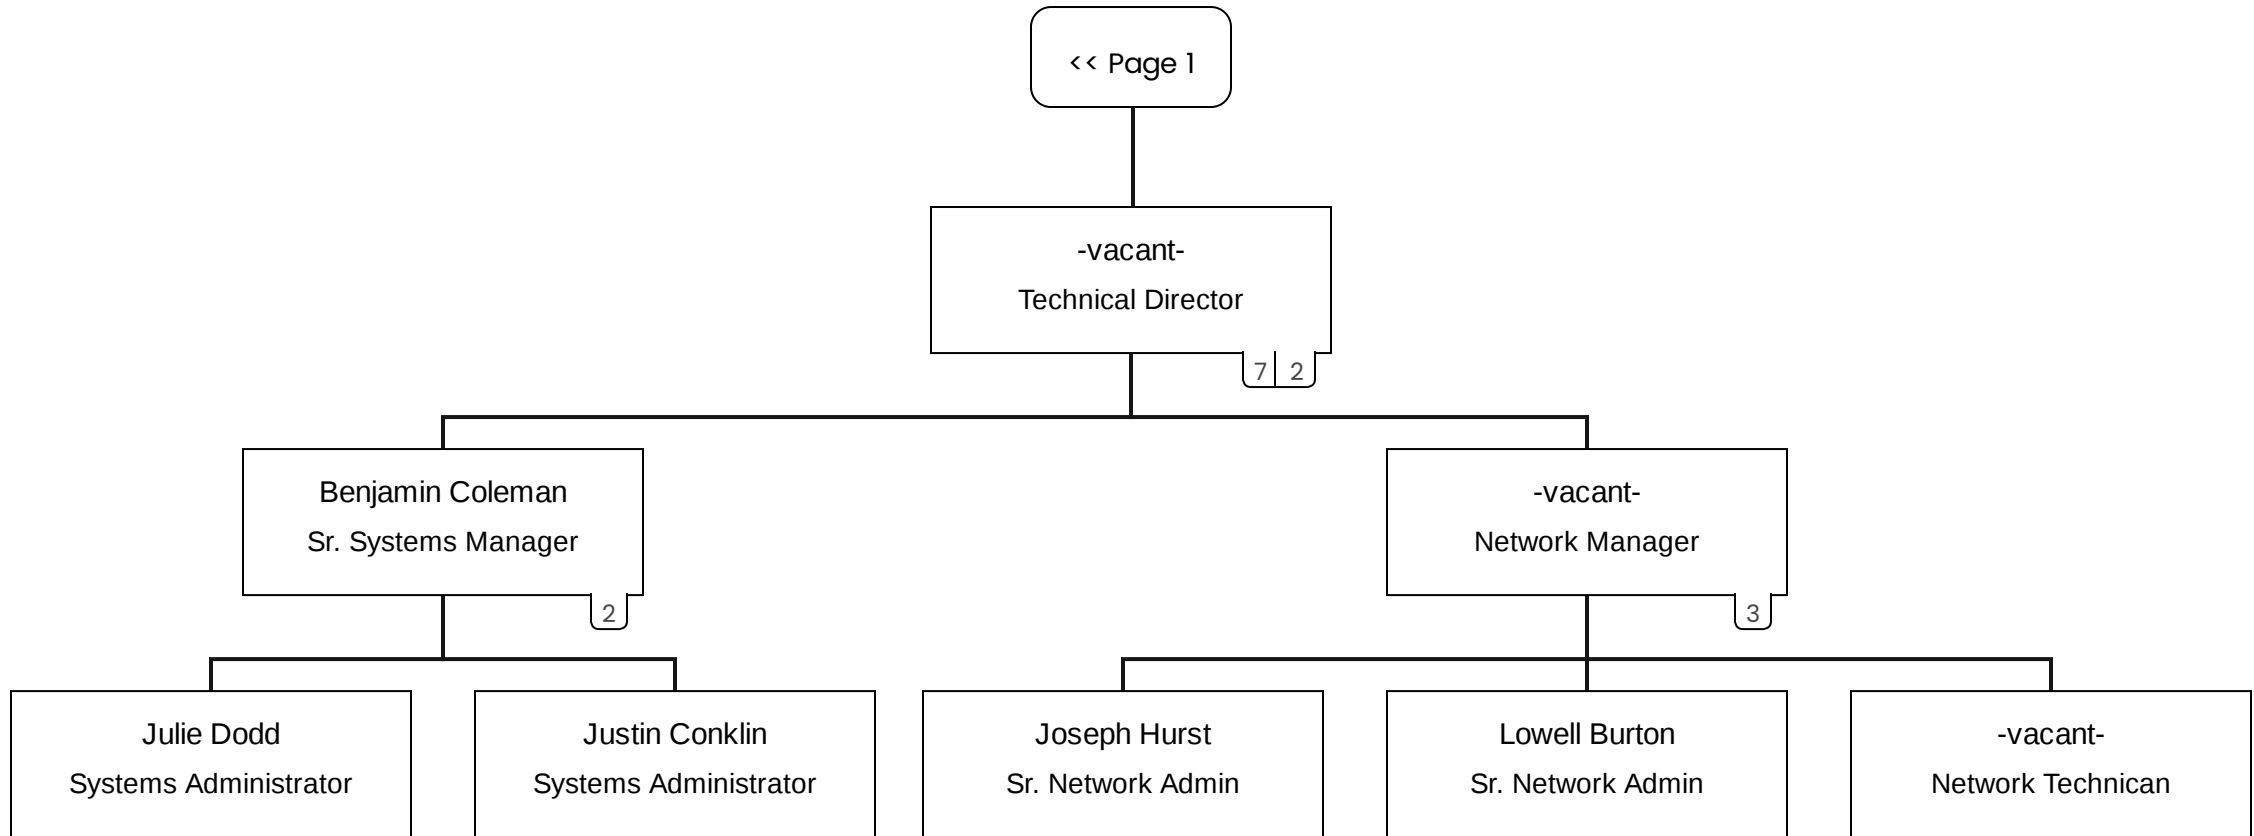 << Page 1
-vacant-
Technical Director
7 2
Benjamin Coleman
Sr. Systems Manager
2
-vacant-
Network Manager
3
Julie Dodd
Systems Administrator
Justin Conklin
Systems Administrator
Joseph Hurst
Sr. Network Admin
Lowell Burton
Sr. Network Admin
-vacant-
Network Technican